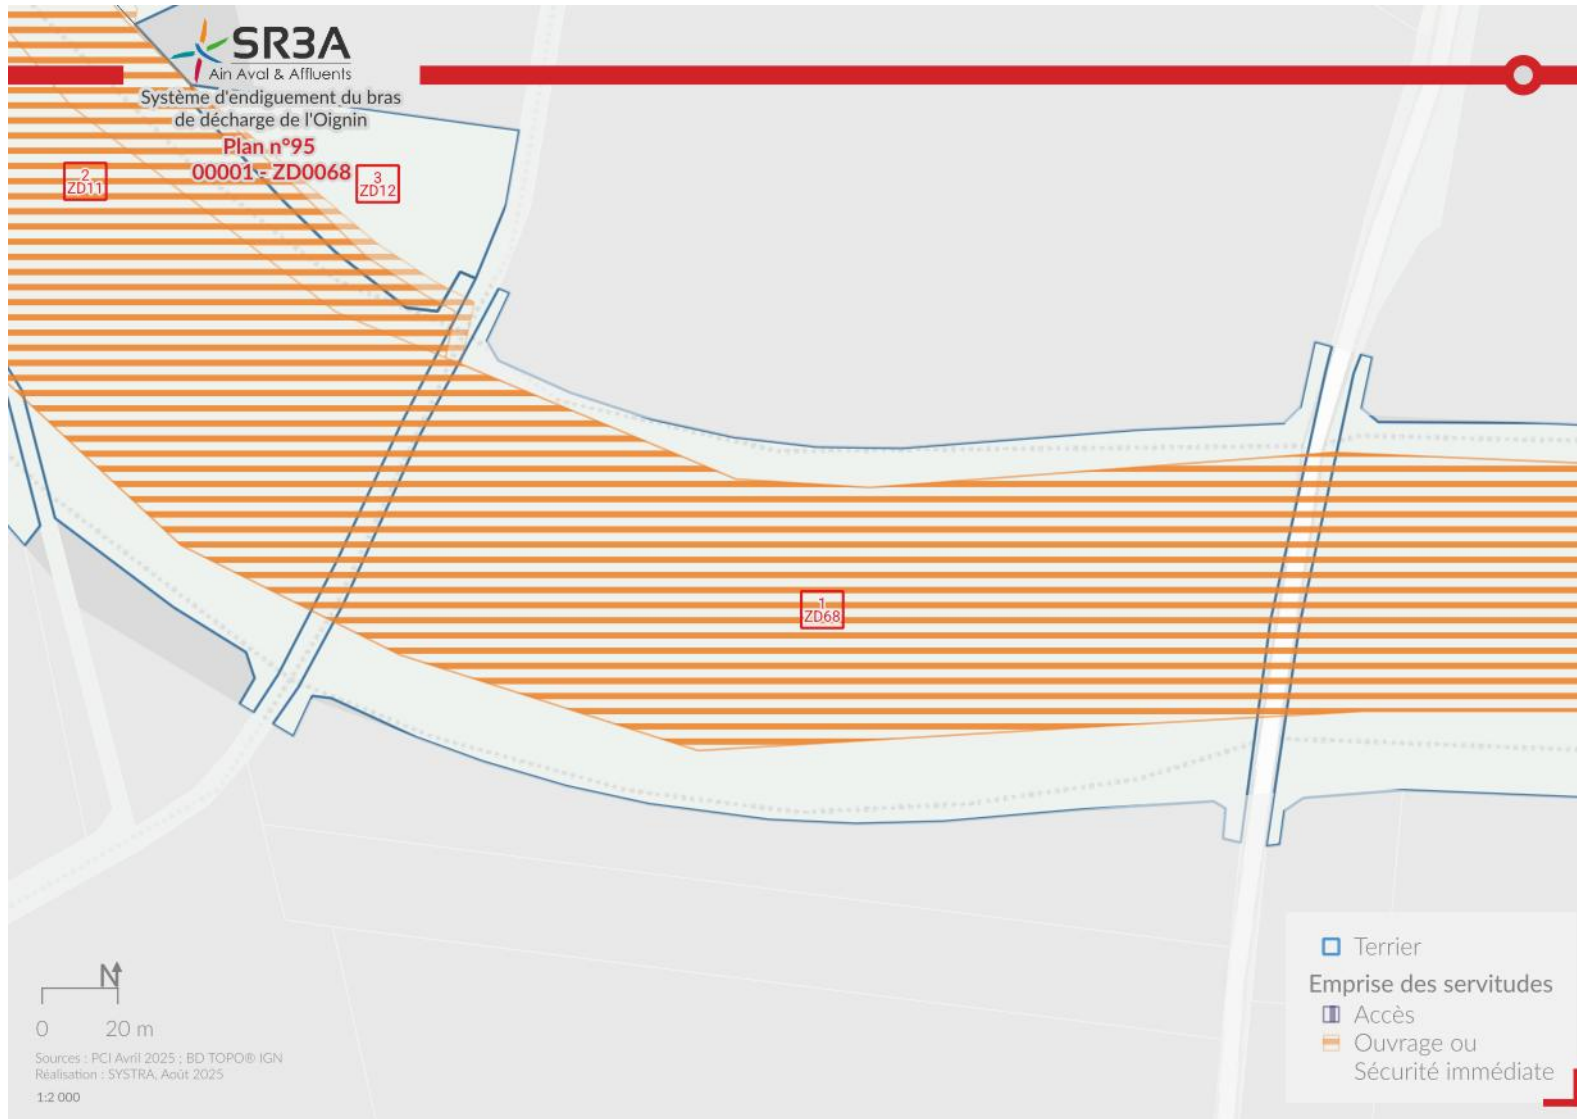 SR3A
Ain Aval & Affluents
Système d'endiguement du bras
de décharge de l'Oignin
Plan n°95
00001 - ZD0068
2
ZD11
3
ZD12
1
ZD68
N
0 20 m
Sources : PCI Avril 2025 ; BD TOPO® IGN
Réalisation : SYSTRA, Août 2025
1:2 000
Terrier
Emprise des servitudes
Accès
Ouvrage ou
Sécurité immédiate